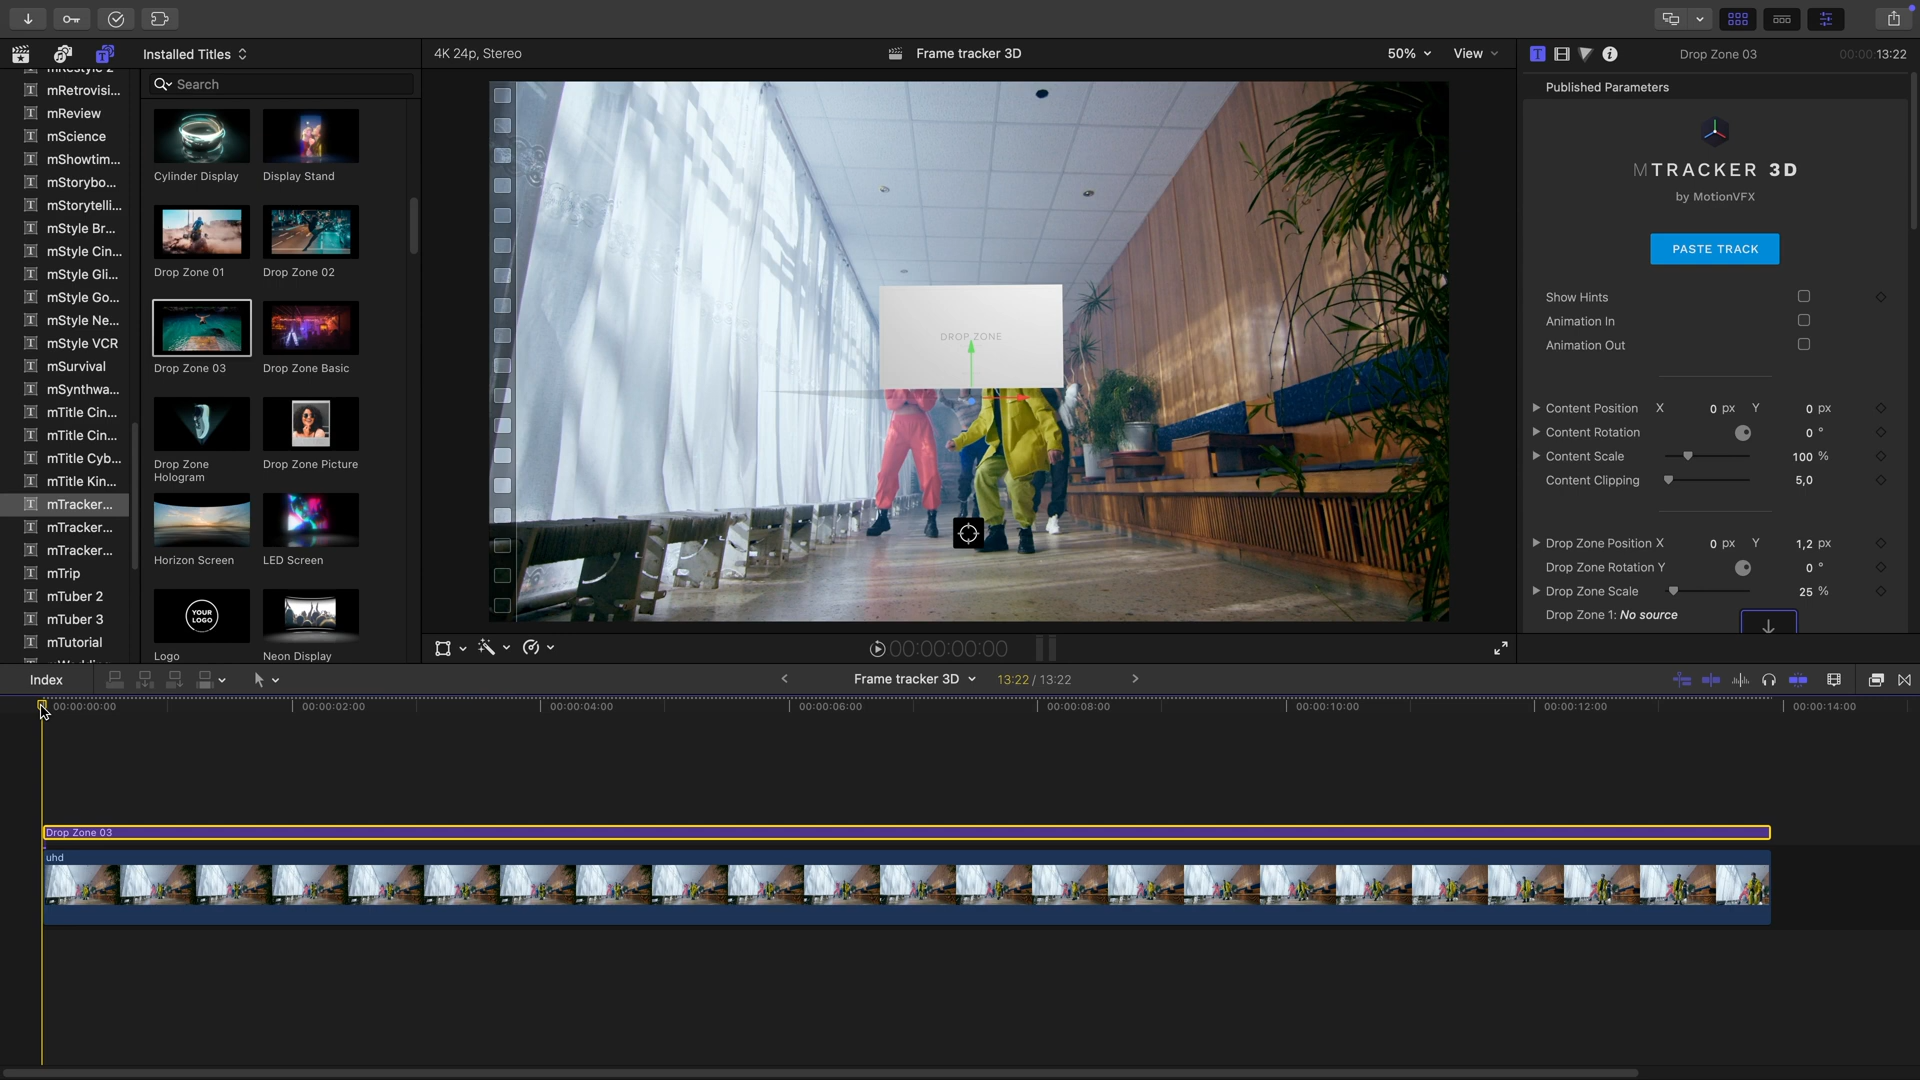 Installed Titles
4K 24p, Stereo
Frame tracker 3D
50%
View
Drop Zone 03
00:00:00:13:22
mRetrovisi...
mReview
mScience
mShowtim...
mStorybo...
mStorytelli...
mStyle Br...
mStyle Cin...
mStyle Gli...
mStyle Go...
mStyle Ne...
mStyle VCR
mSurvival
mSynthwa...
mTitle Cin...
mTitle Cin...
mTitle Cyb...
mTitle Kin...
mTracker...
mTracker...
mTracker...
mTrip
mTuber 2
mTuber 3
mTutorial
Search
Cylinder Display
Display Stand
Drop Zone 01
Drop Zone 02
Drop Zone 03
Drop Zone Basic
Drop Zone
Hologram
Drop Zone Picture
Horizon Screen
LED Screen
YOUR
LOGO
Logo
Neon Display
DROP ZONE
00:00:00:00
Published Parameters
MTRACKER 3D
by MotionVFX
PASTE TRACK
Show Hints
Animation In
Animation Out
Content Position X 0 px Y 0 px
Content Rotation 0 °
Content Scale 100 %
Content Clipping 5,0
Drop Zone Position X 0 px Y 1,2 px
Drop Zone Rotation Y 0 °
Drop Zone Scale 25 %
Drop Zone 1: No source
Index
Frame tracker 3D
13:22 / 13:22
00:00:00:00
00:00:02:00
00:00:04:00
00:00:06:00
00:00:08:00
00:00:10:00
00:00:12:00
00:00:14:00
Drop Zone 03
uhd